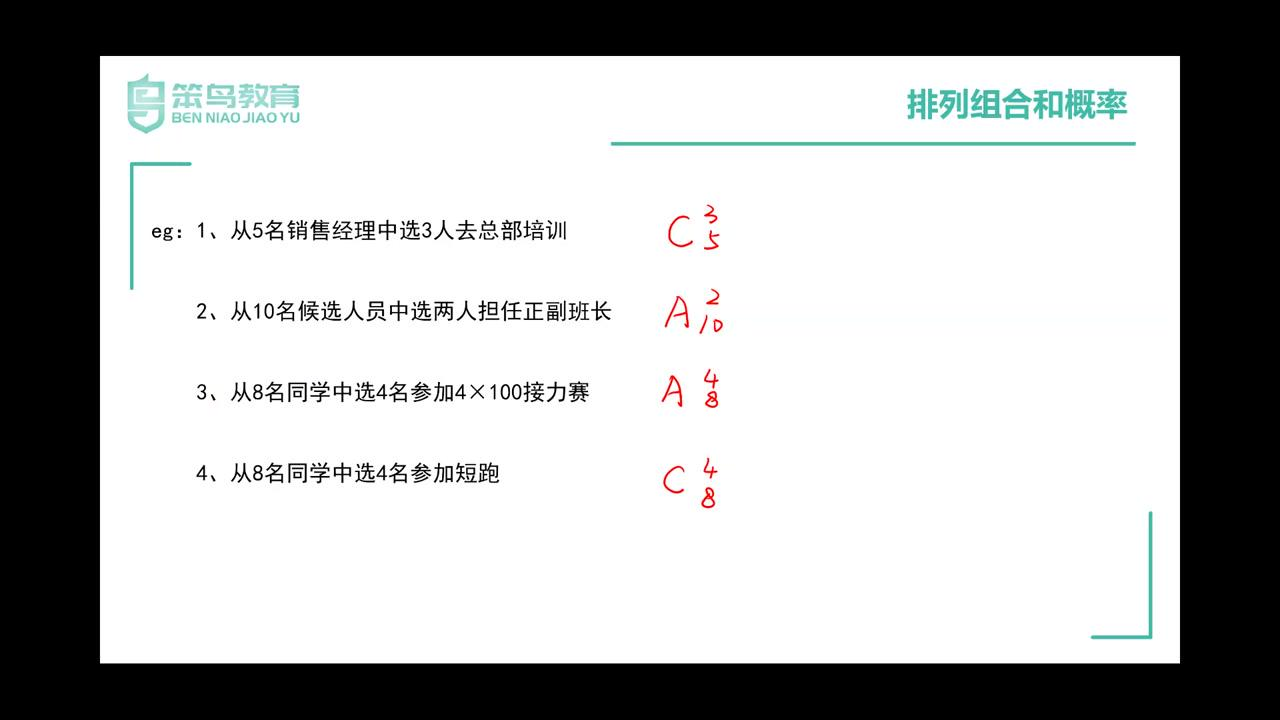 笨鸟教育
BEN NIAO JIAO YU
排列组合和概率
eg：1、从5名销售经理中选3人去总部培训 C 3 5
2、从10名候选人员中选两人担任正副班长 A 2 10
3、从8名同学中选4名参加4×100接力赛 A 4 8
4、从8名同学中选4名参加短跑 C 4 8